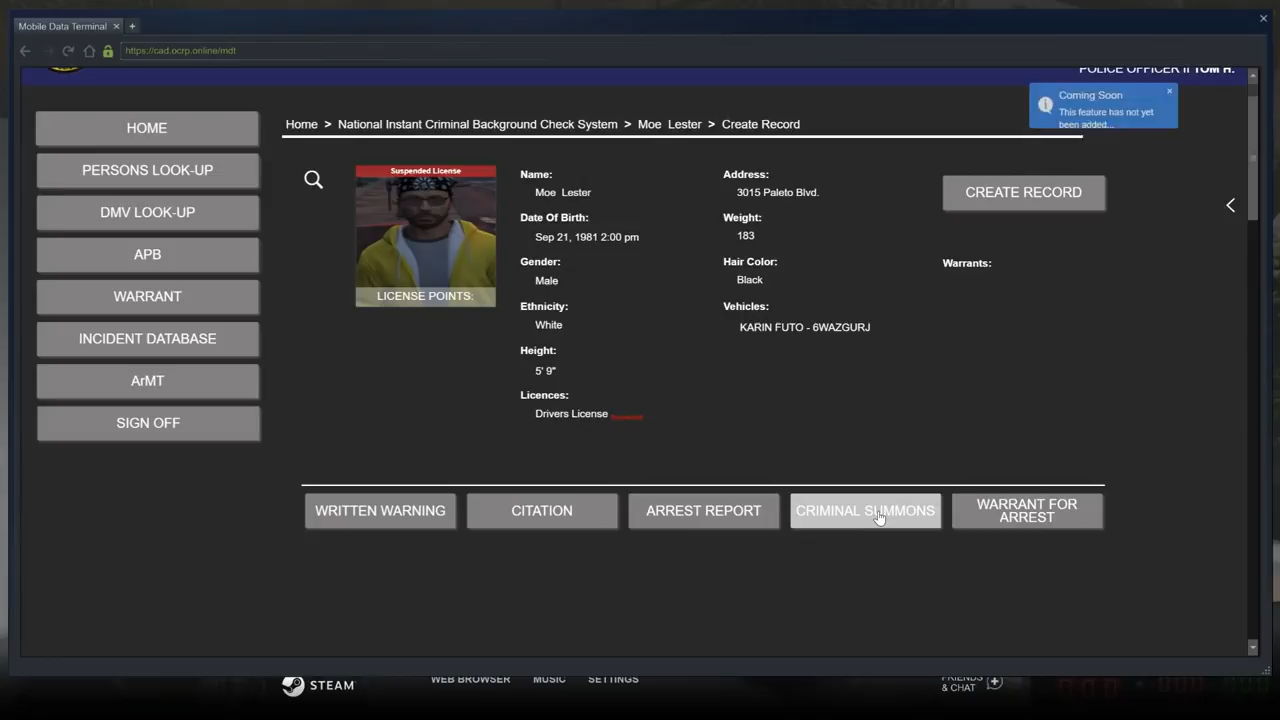 Mobile Data Terminal
https://cad.ocrp.online/mdt
POLICE OFFICER II TOM H.
Coming Soon
This feature has not yet
been added...
HOME
PERSONS LOOK-UP
DMV LOOK-UP
APB
WARRANT
INCIDENT DATABASE
ArMT
SIGN OFF
Home > National Instant Criminal Background Check System > Moe Lester > Create Record
Suspended License
LICENSE POINTS:
Name:
Moe Lester
Date Of Birth:
Sep 21, 1981 2:00 pm
Gender:
Male
Ethnicity:
White
Height:
5' 9"
Licences:
Drivers License
Address:
3015 Paleto Blvd.
Weight:
183
Hair Color:
Black
Vehicles:
KARIN FUTO - 6WAZGURJ
CREATE RECORD
Warrants:
WRITTEN WARNING
CITATION
ARREST REPORT
CRIMINAL SUMMONS
WARRANT FOR
ARREST
STEAM
WEB BROWSER
MUSIC
SETTINGS
FRIENDS
& CHAT